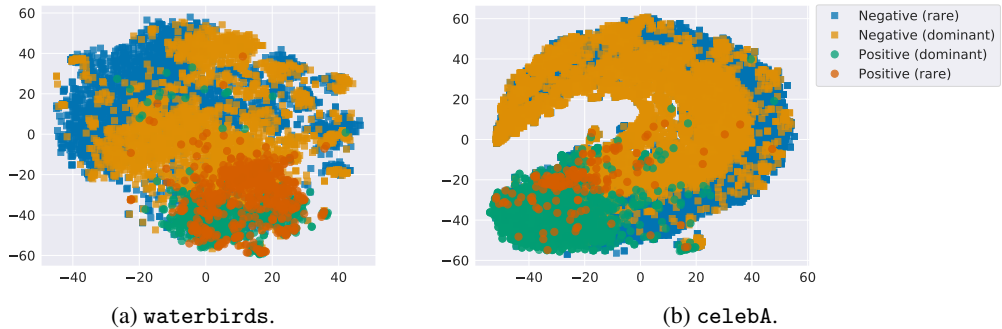 60
40
20
0
−20
−40
−60
−40 −20 0 20 40
(a) waterbirds.
60
40
20
0
−20
−40
−60
−40 −20 0 20 40 60
(b) celebA.
Negative (rare)
Negative (dominant)
Positive (dominant)
Positive (rare)